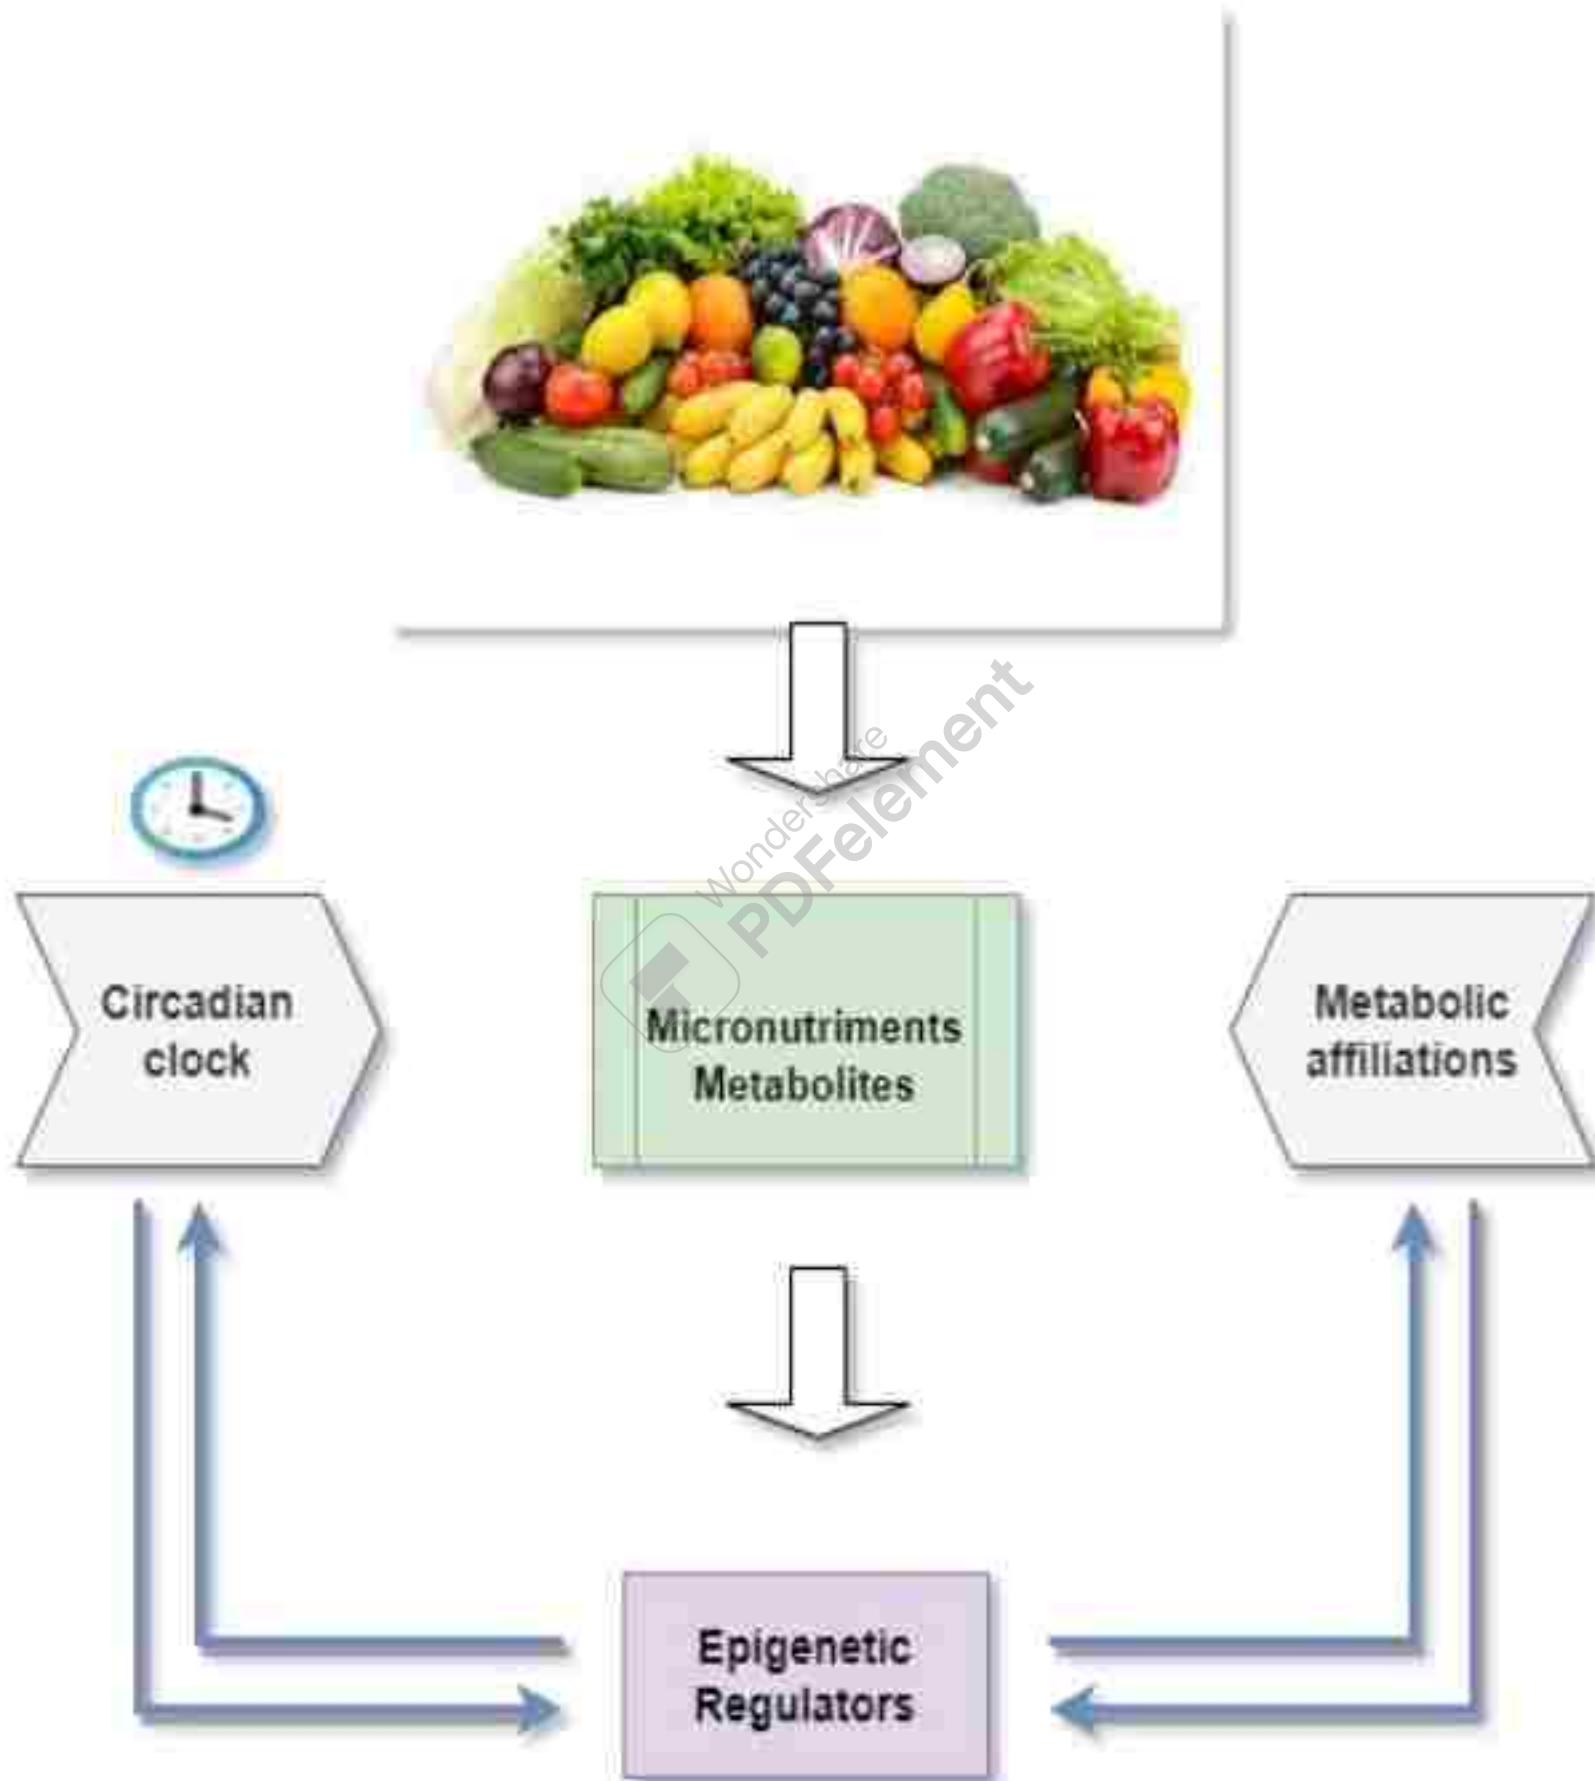 Wondershare
PDFelement
Circadian
clock
Micronutriments
Metabolites
Metabolic
affiliations
Epigenetic
Regulators